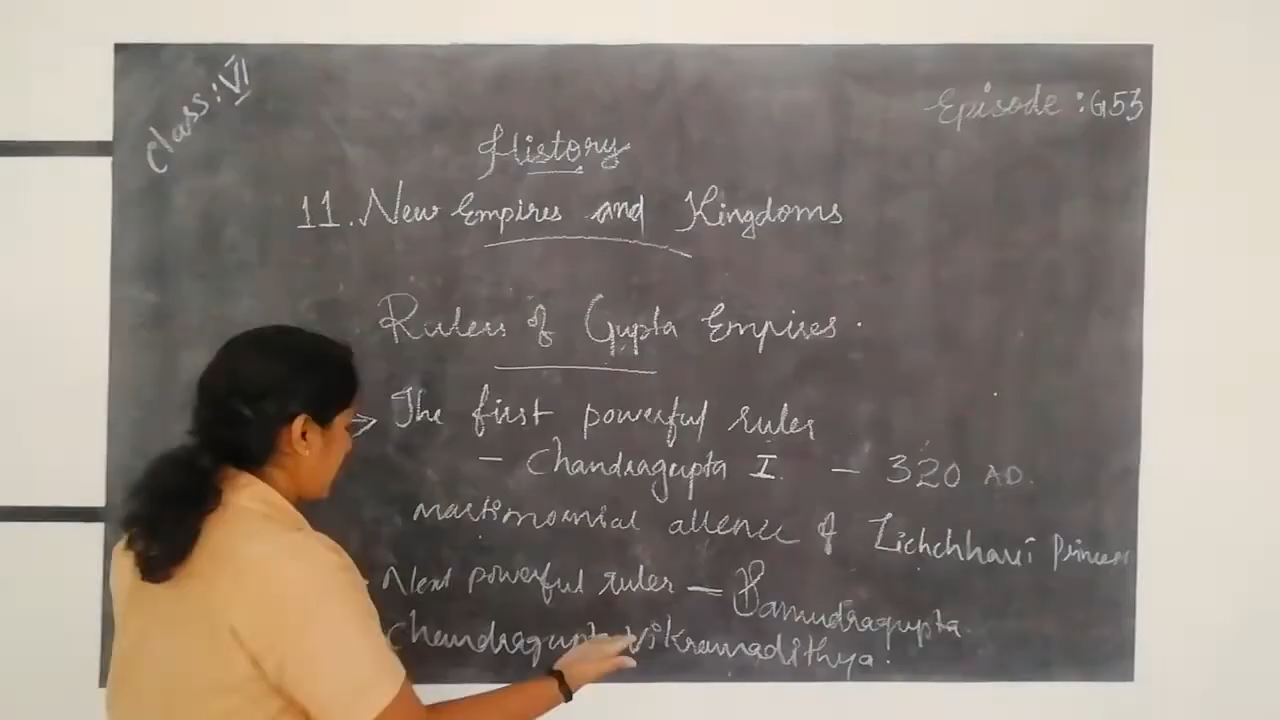 Class: VI
Episode: G53
History
11. New Empires and Kingdoms
Rulers of Gupta Empires.
The first powerful ruler
- Chandragupta I. - 320 AD.
matrimonial allence of Lichchhavi Princess
Next powerful ruler - Samudragupta
Chandragupta Vikramadithya.